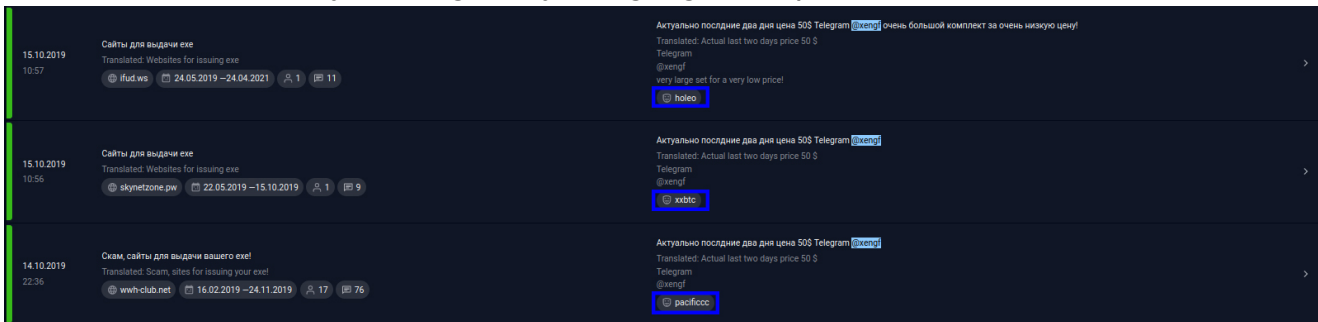 15.10.2019
10:57
Сайты для выдачи exe
Translated: Websites for issuing exe
ifud.ws 24.05.2019 —24.04.2021 1 11
Актуально послдние два дня цена 50$ Telegram @xengf очень большой комплект за очень низкую цену!
Translated: Actual last two days price 50 $
Telegram
@xengf
very large set for a very low price!
holeo
15.10.2019
10:56
Сайты для выдачи exe
Translated: Websites for issuing exe
skynetzone.pw 22.05.2019 —15.10.2019 1 9
Актуально послдние два дня цена 50$ Telegram @xengf
Translated: Actual last two days price 50 $
Telegram
@xengf
xxbtc
14.10.2019
22:36
Скам, сайты для выдачи вашего exe!
Translated: Scam, sites for issuing your exe!
wwh-club.net 16.02.2019 —24.11.2019 17 76
Актуально послдние два дня цена 50$ Telegram @xengf
Translated: Actual last two days price 50 $
Telegram
@xengf
pacificcc